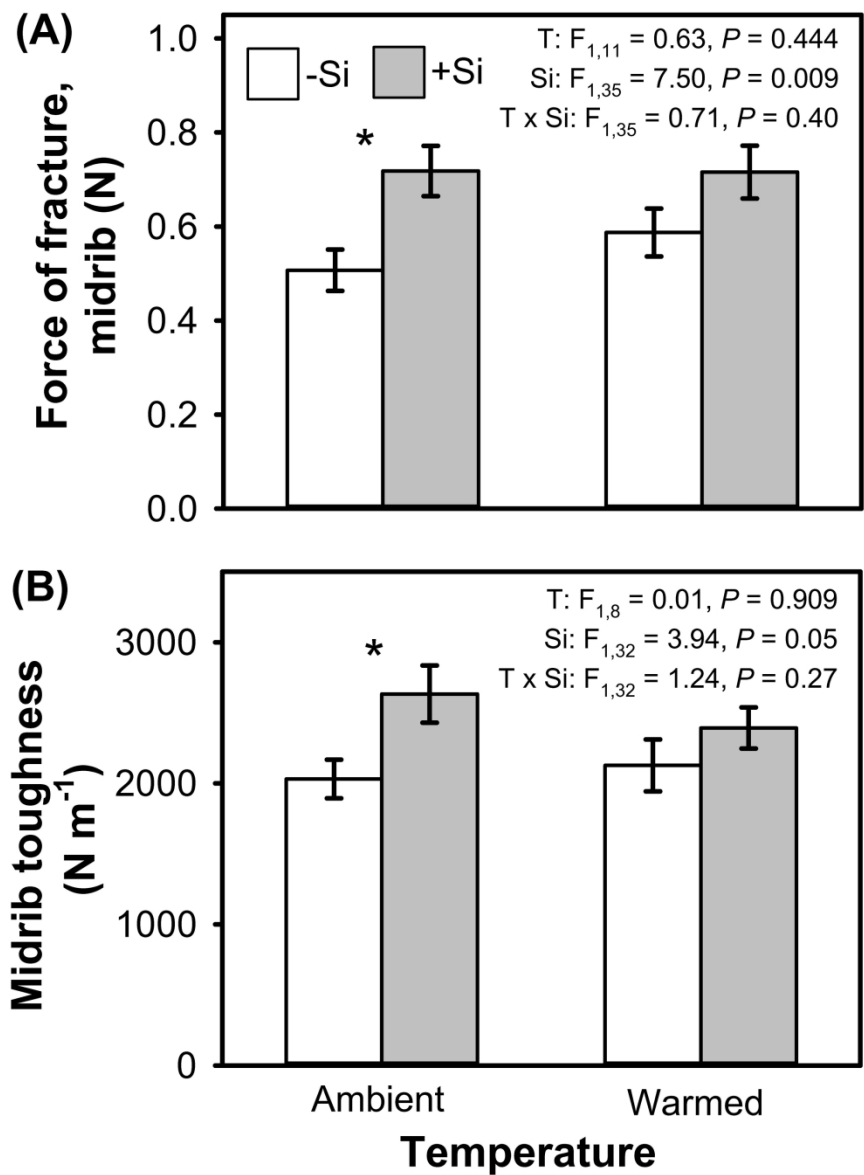 (A)
Force of fracture,
midrib (N)
1.0
0.8
0.6
0.4
0.2
0.0
-Si
+Si
T: F1,11 = 0.63, P = 0.444
Si: F1,35 = 7.50, P = 0.009
T x Si: F1,35 = 0.71, P = 0.40
*
(B)
Midrib toughness
(N m-1)
3000
2000
1000
0
T: F1,8 = 0.01, P = 0.909
Si: F1,32 = 3.94, P = 0.05
T x Si: F1,32 = 1.24, P = 0.27
*
Ambient
Warmed
Temperature